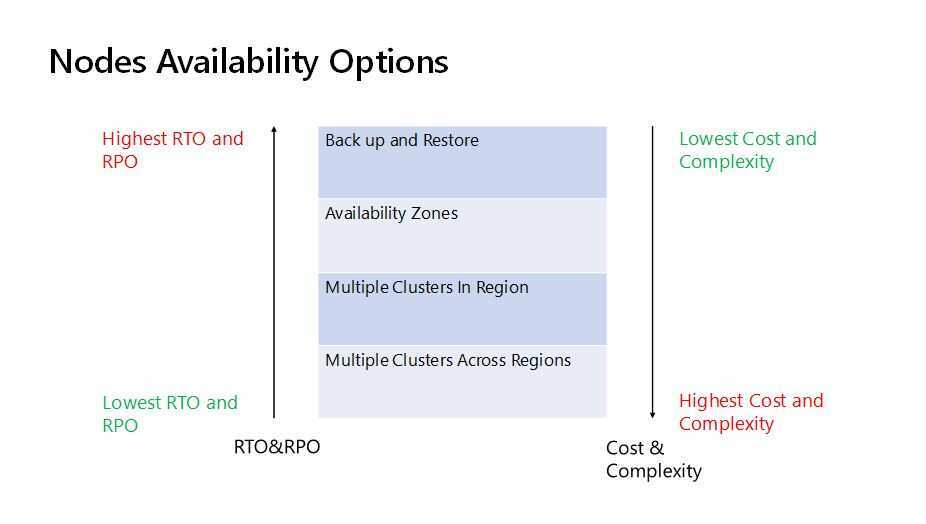 Nodes Availability Options
Highest RTO and
RPO
Back up and Restore
Lowest Cost and
Complexity
Availability Zones
Multiple Clusters In Region
Multiple Clusters Across Regions
Lowest RTO and
RPO
Highest Cost and
Complexity
RTO&RPO
Cost &
Complexity